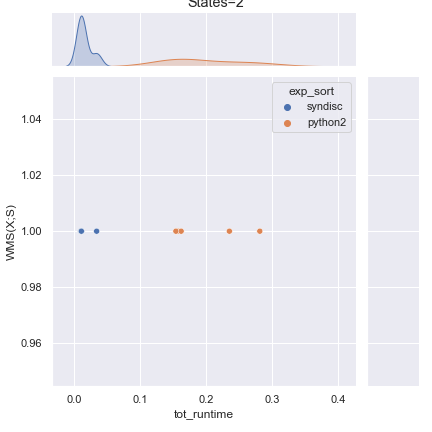 States=2
exp_sort
syndisc
python2
1.04
1.02
1.00
0.98
0.96
WMS(X;S)
0.0 0.1 0.2 0.3 0.4
tot_runtime